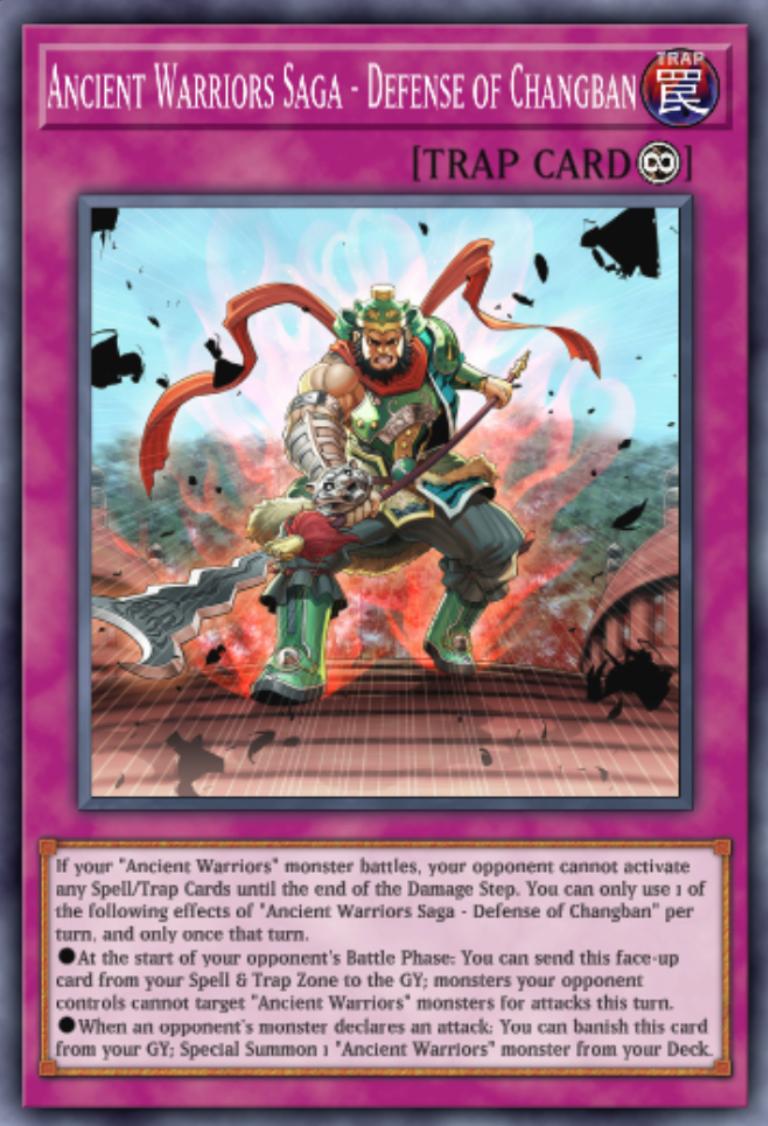 Ancient Warriors Saga - Defense of Changban
TRAP
罠
[TRAP CARD]
If your "Ancient Warriors" monster battles, your opponent cannot activate
any Spell/Trap Cards until the end of the Damage Step. You can only use 1 of
the following effects of "Ancient Warriors Saga - Defense of Changban" per
turn, and only once that turn.
●At the start of your opponent's Battle Phase: You can send this face-up
card from your Spell & Trap Zone to the GY; monsters your opponent
controls cannot target "Ancient Warriors" monsters for attacks this turn.
●When an opponent's monster declares an attack: You can banish this card
from your GY; Special Summon 1 "Ancient Warriors" monster from your Deck.